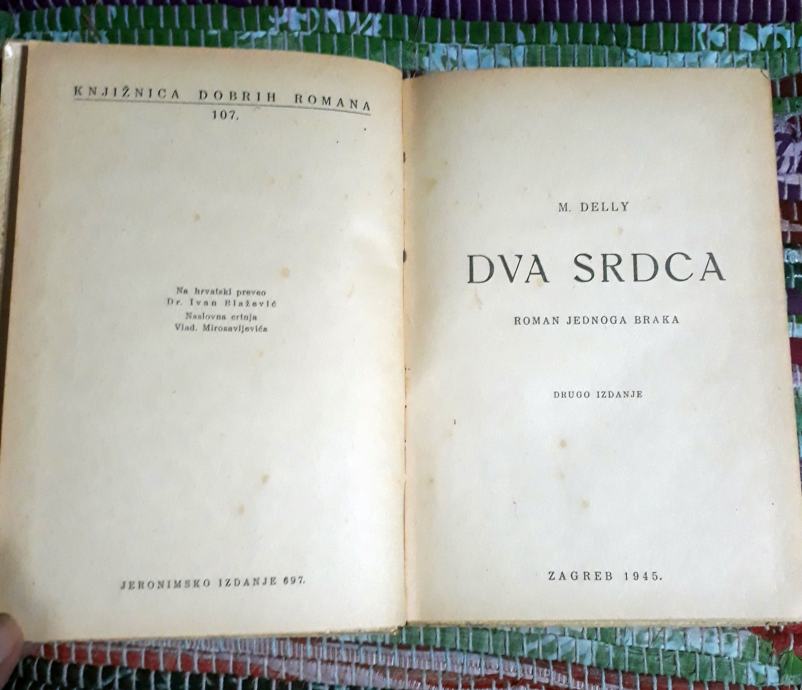 KNJIŽNICA DOBRIH ROMANA
107.
Na hrvatski preveo
Dr. Ivan Blažević
Naslovna crtnja
Vlad. Mirosavljevića
JERONIMSKO IZDANJE 697.
M. DELLY
DVA SRDCA
ROMAN JEDNOGA BRAKA
DRUGO IZDANJE
ZAGREB 1945.